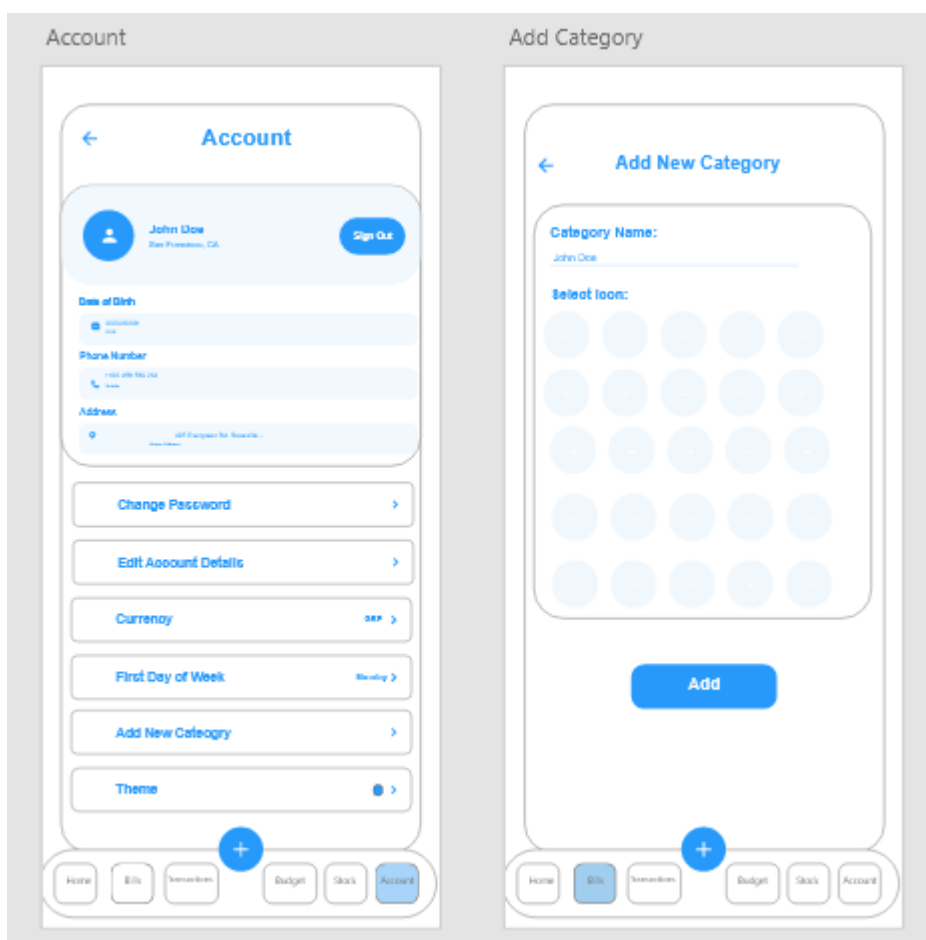 Account
Account
John Doe
San Francisco, CA
Sign Out
Date of Birth
Phone Number
Address
Change Password
Edit Account Details
Currency
GBP
First Day of Week
Monday
Add New Cateogry
Theme
+
Home
Bills
Transactions
Budget
Stock
Account
Add Category
Add New Category
Category Name:
John Doe
Select Icon:
Add
+
Home
Bills
Transactions
Budget
Stock
Account